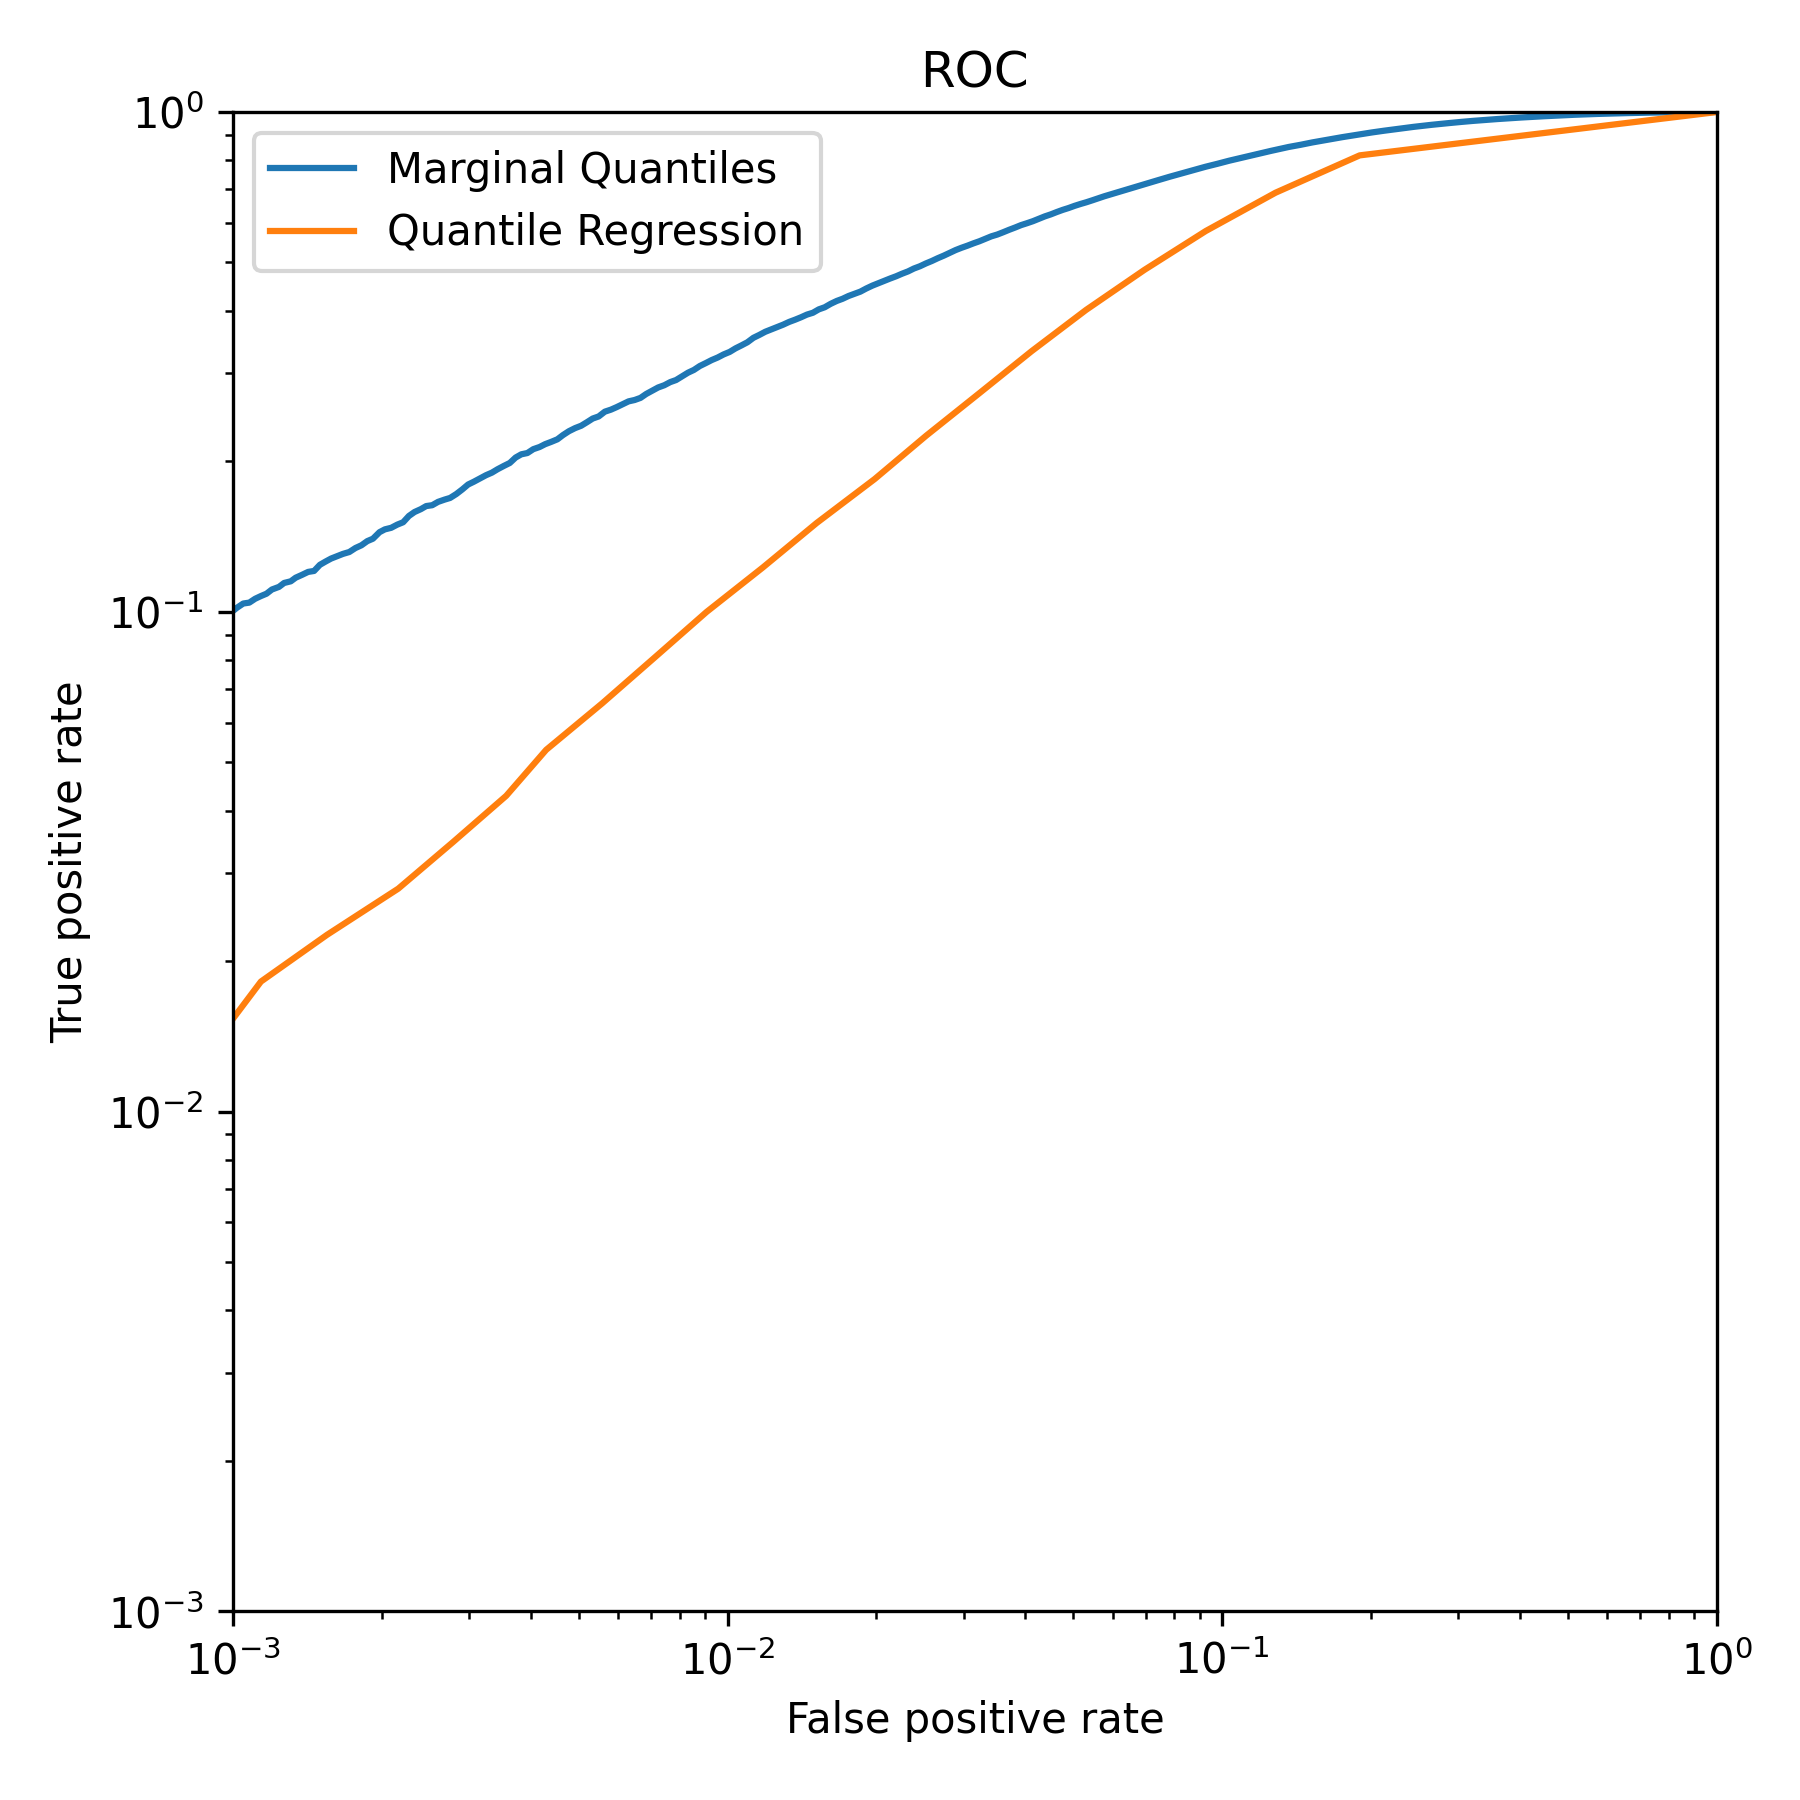 ROC
Marginal Quantiles
Quantile Regression
10⁰
10⁻¹
10⁻²
10⁻³
True positive rate
10⁻³ 10⁻² 10⁻¹ 10⁰
False positive rate